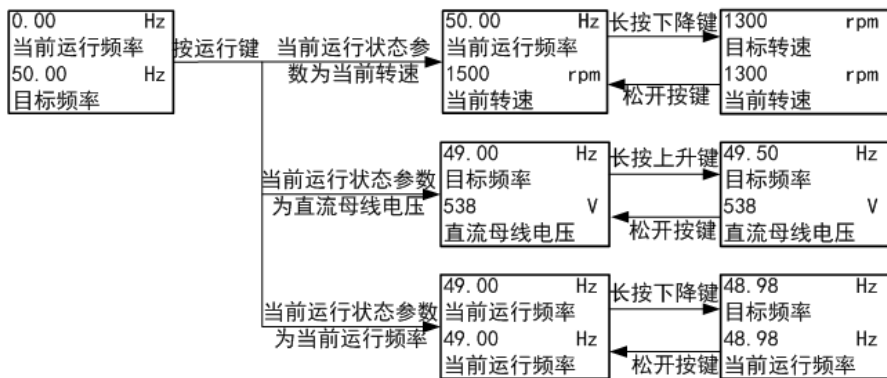 0.00 Hz
当前运行频率
50.00 Hz
目标频率
按运行键
当前运行状态参
数为当前转速
50.00 Hz
当前运行频率
1500 rpm
当前转速
长按下降键
松开按键
1300 rpm
目标转速
1300 rpm
当前转速
当前运行状态参数
为直流母线电压
49.00 Hz
目标频率
538 V
直流母线电压
长按上升键
松开按键
49.50 Hz
目标频率
538 V
直流母线电压
当前运行状态参数
为当前运行频率
49.00 Hz
当前运行频率
49.00 Hz
当前运行频率
长按下降键
松开按键
48.98 Hz
目标频率
48.98 Hz
当前运行频率